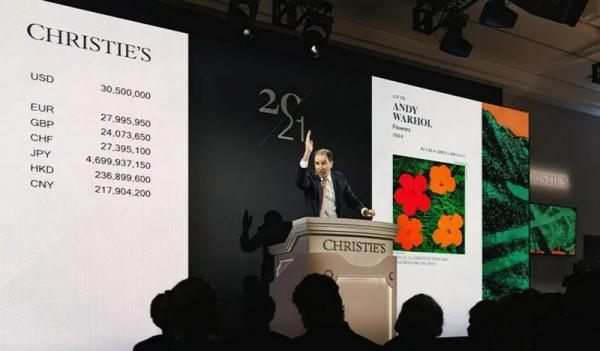 CHRISTIE'S
USD 30,500,000
EUR 27,995,950
GBP 24,073,650
CHF 27,395,100
JPY 4,699,937,150
HKD 236,899,600
CNY 217,904,200
20
21
ANDY
WARHOL
Flowers
1964
CHRISTIE'S
CHRISTIE'S